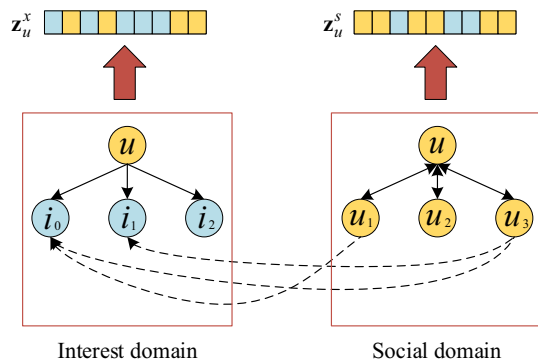 z_u^x z_u^s
u u
i_0 i_1 i_2 u_1 u_2 u_3
Interest domain Social domain